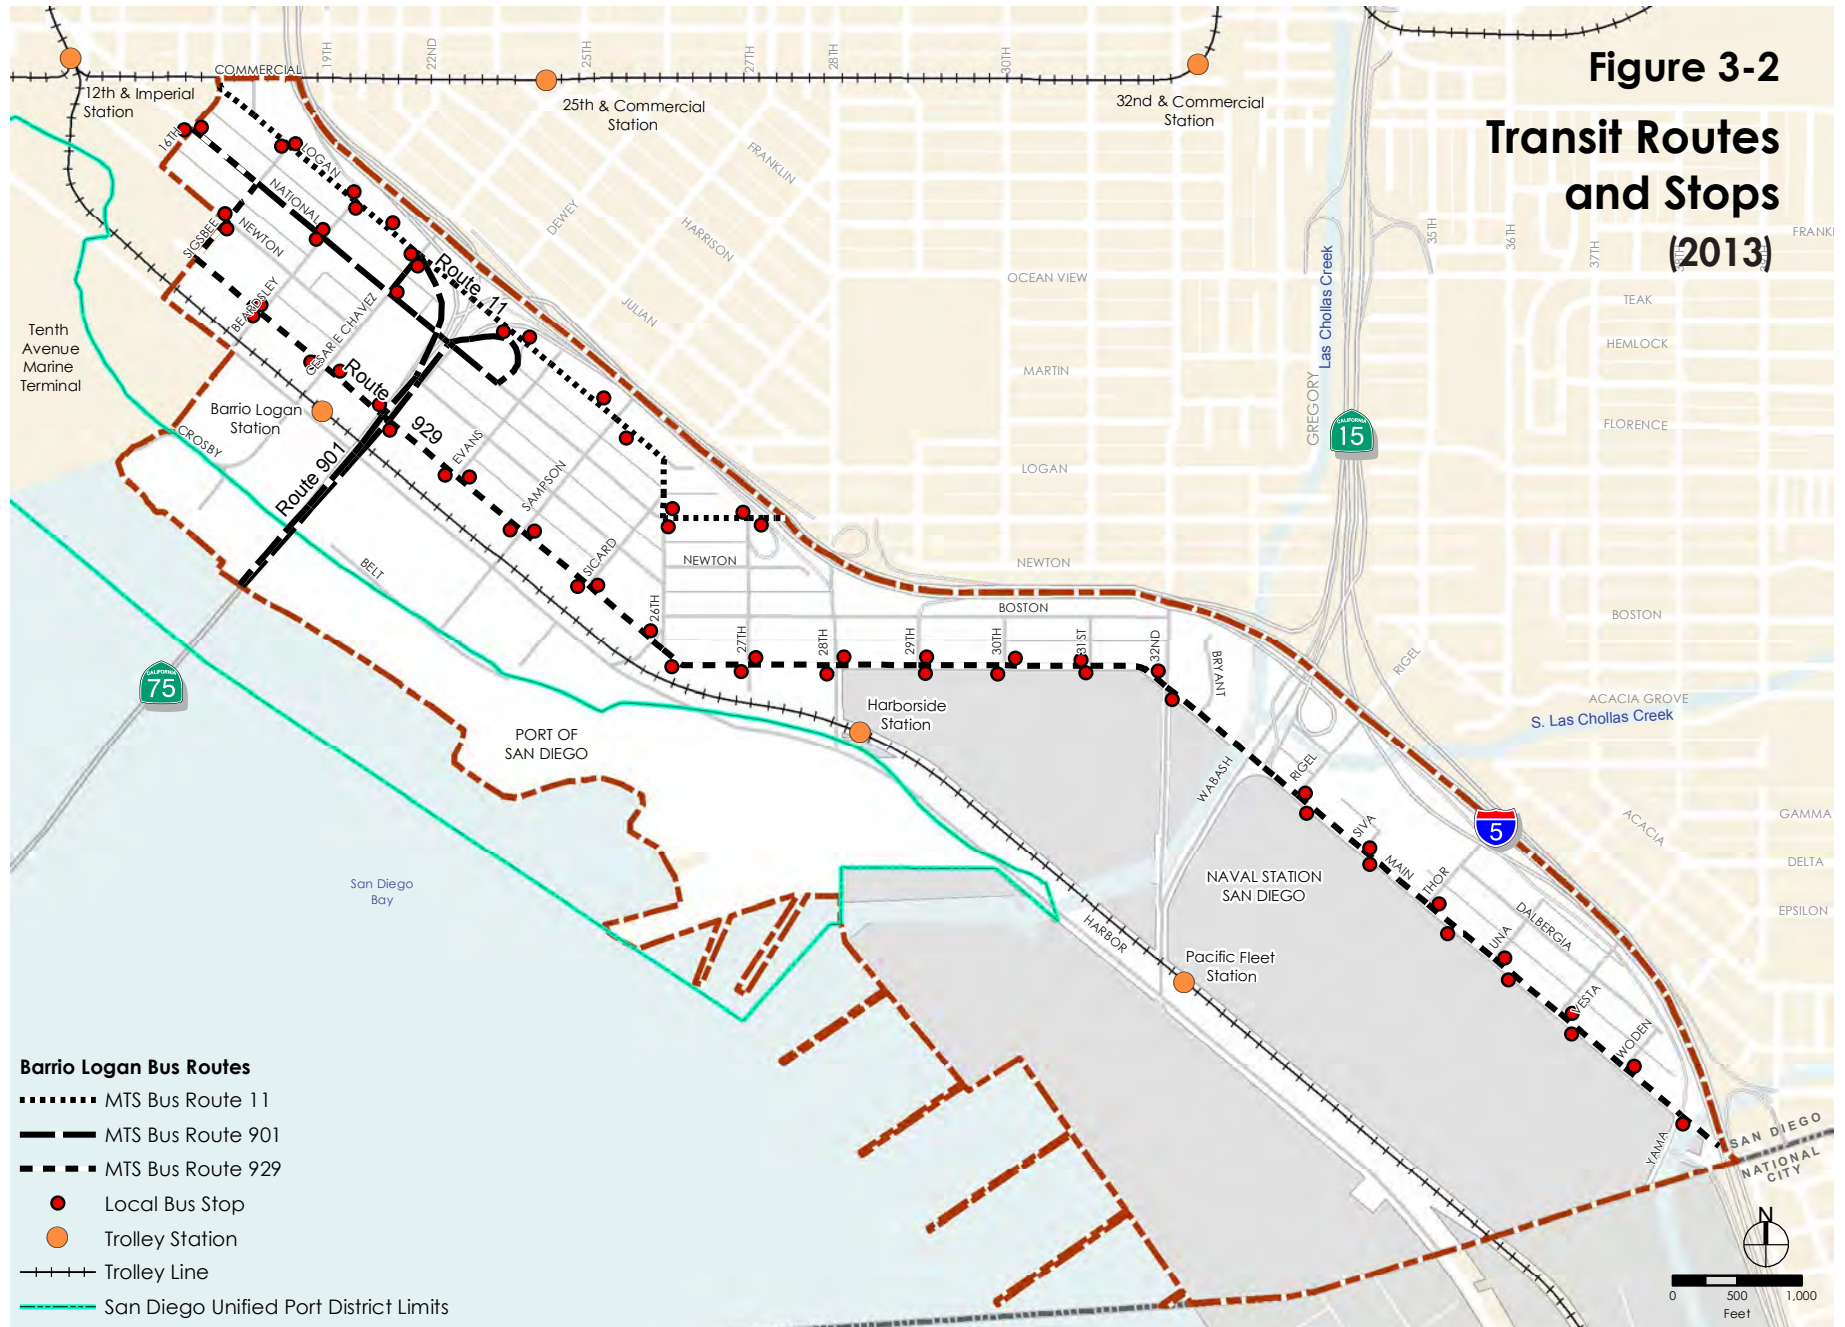 Figure 3-2
Transit Routes
and Stops
(2013)
COMMERCIAL
19TH
22ND
25TH
27TH
28TH
30TH
12th & Imperial
Station
25th & Commercial
Station
32nd & Commercial
Station
16TH
LOGAN
NATIONAL
NEWTON
SIGSBEE
BEARDSLEY
CESAR E CHAVEZ
Route 11
Route
929
Route 901
FRANKLIN
DEWEY
HARRISON
JULIAN
OCEAN VIEW
MARTIN
LOGAN
NEWTON
GREGORY
Las Chollas Creek
CALIFORNIA
15
35TH
36TH
37TH
FRANKL
TEAK
HEMLOCK
FLORENCE
BOSTON
ACACIA GROVE
S. Las Chollas Creek
RIGEL
ACACIA
GAMMA
DELTA
EPSILON
Tenth
Avenue
Marine
Terminal
Barrio Logan
Station
CROSBY
EVANS
SAMPSON
SICARD
BELT
NEWTON
BOSTON
26TH
27TH
28TH
29TH
30TH
31ST
32ND
BRYANT
CALIFORNIA
75
Harborside
Station
PORT OF
SAN DIEGO
WABASH
RIGEL
SIVA
MAIN
THOR
UNA
DALBERGIA
VESTA
WODEN
YAMA
5
NAVAL STATION
SAN DIEGO
HARBOR
Pacific Fleet
Station
San Diego
Bay
SAN DIEGO
NATIONAL
CITY
Barrio Logan Bus Routes
MTS Bus Route 11
MTS Bus Route 901
MTS Bus Route 929
Local Bus Stop
Trolley Station
Trolley Line
San Diego Unified Port District Limits
N
0 500 1,000
Feet